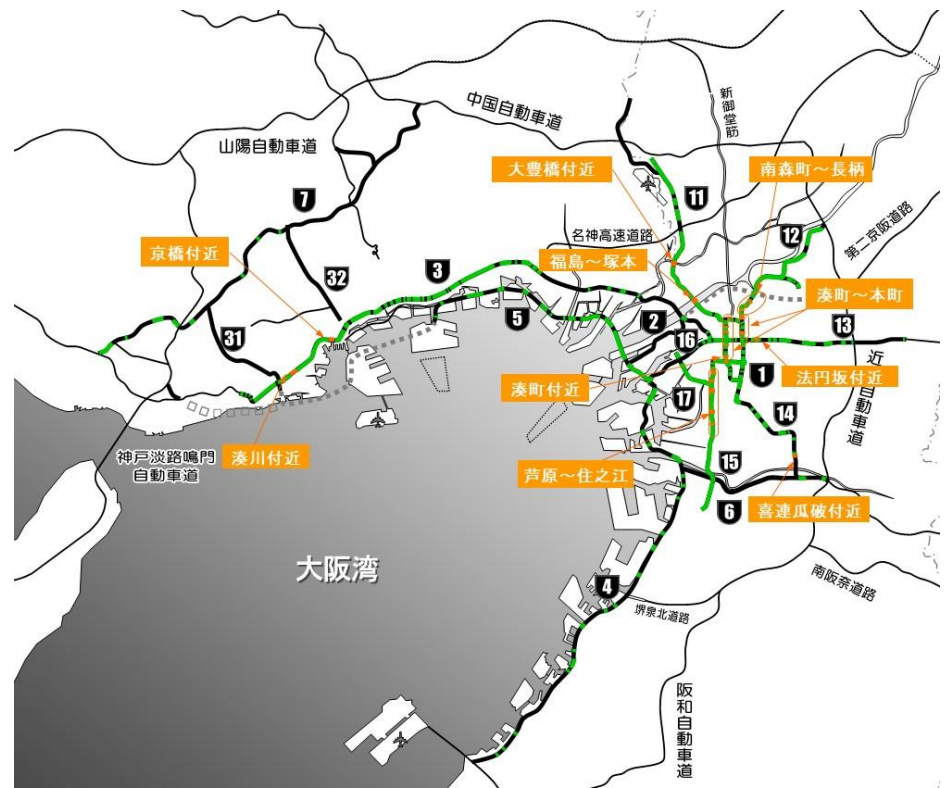 中国自動車道
新御堂筋
山陽自動車道
大豊橋付近
南森町～長柄
11
7
名神高速道路
12
第二京阪道路
京橋付近
福島～塚本
3
32
湊町～本町
5
2
13
31
16
近畿自動車道
湊町付近
1
法円坂付近
17
14
湊川付近
神戸淡路鳴門
自動車道
芦原～住之江
15
6
喜連瓜破付近
大阪湾
4
南阪奈道路
堺泉北道路
阪和自動車道